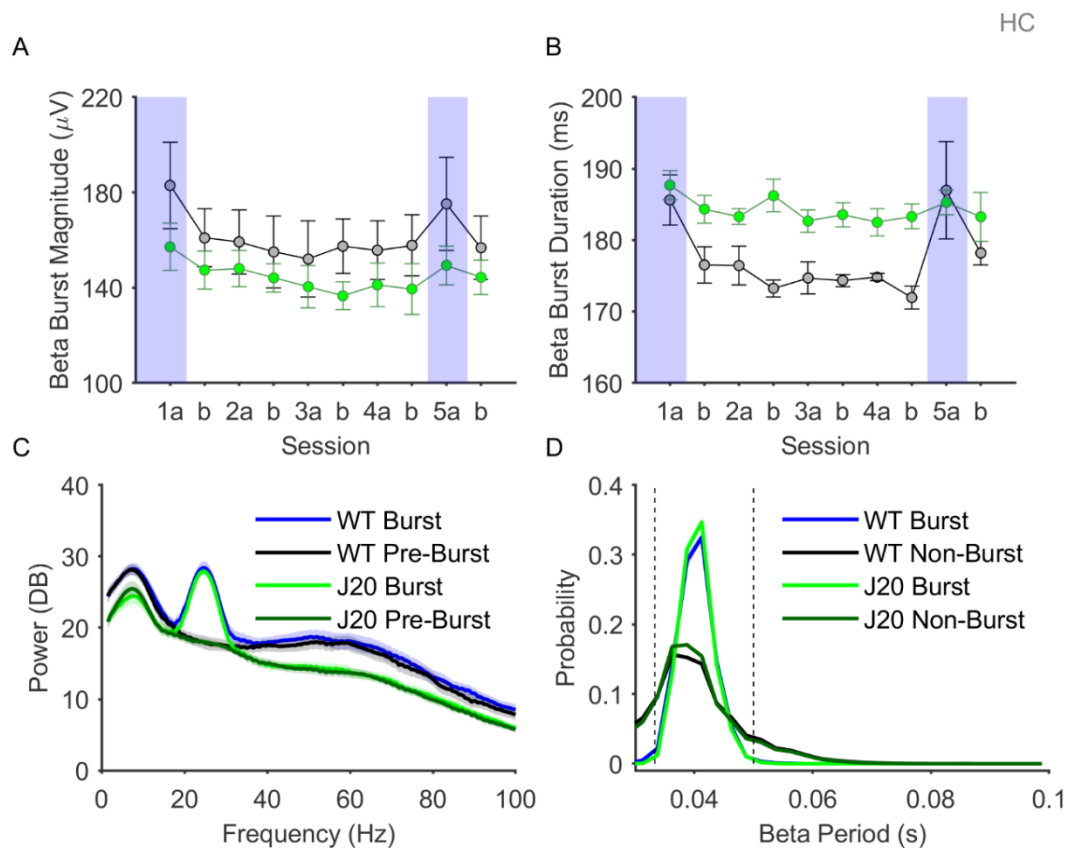 HC
A
Beta Burst Magnitude (μV)
220
180
140
100
1a b 2a b 3a b 4a b 5a b
Session
B
Beta Burst Duration (ms)
200
190
180
170
160
1a b 2a b 3a b 4a b 5a b
Session
C
Power (DB)
40
30
20
10
0
WT Burst
WT Pre-Burst
J20 Burst
J20 Pre-Burst
0 20 40 60 80 100
Frequency (Hz)
D
Probability
0.4
0.3
0.2
0.1
0
WT Burst
WT Non-Burst
J20 Burst
J20 Non-Burst
0.04 0.06 0.08 0.1
Beta Period (s)